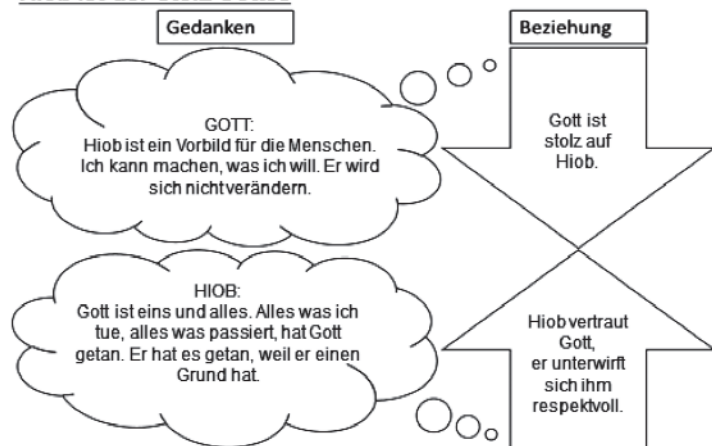 Gedanken
Beziehung
GOTT:
Hiob ist ein Vorbild für die Menschen.
Ich kann machen, was ich will. Er wird
sich nicht verändern.
Gott ist
stolz auf
Hiob.
HIOB:
Gott ist eins und alles. Alles was ich
tue, alles was passiert, hat Gott
getan. Er hat es getan, weil er einen
Grund hat.
Hiob vertraut
Gott,
er unterwirft
sich ihm
respektvoll.